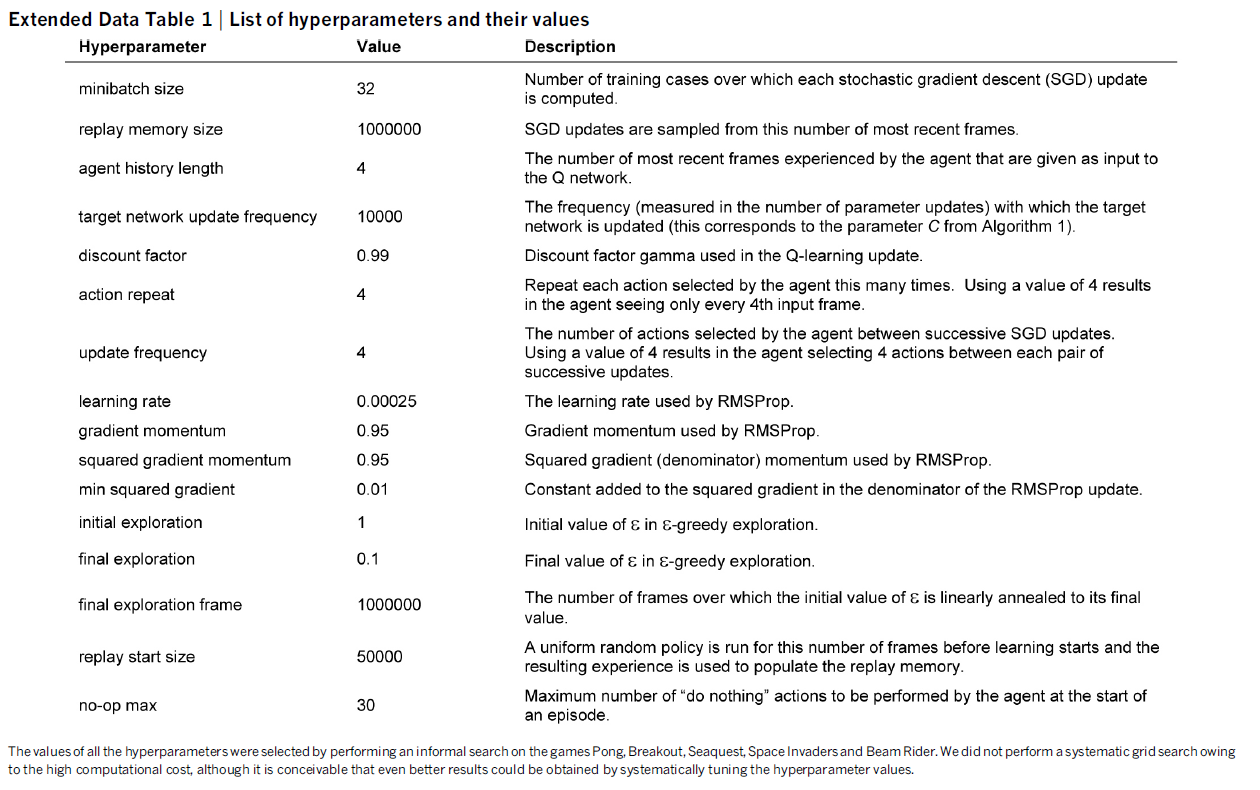 Extended Data Table 1 | List of hyperparameters and their values
Hyperparameter Value Description
minibatch size 32 Number of training cases over which each stochastic gradient descent (SGD) update
is computed.
replay memory size 1000000 SGD updates are sampled from this number of most recent frames.
agent history length 4 The number of most recent frames experienced by the agent that are given as input to
the Q network.
target network update frequency 10000 The frequency (measured in the number of parameter updates) with which the target
network is updated (this corresponds to the parameter C from Algorithm 1).
discount factor 0.99 Discount factor gamma used in the Q-learning update.
action repeat 4 Repeat each action selected by the agent this many times. Using a value of 4 results
in the agent seeing only every 4th input frame.
update frequency 4 The number of actions selected by the agent between successive SGD updates.
Using a value of 4 results in the agent selecting 4 actions between each pair of
successive updates.
learning rate 0.00025 The learning rate used by RMSProp.
gradient momentum 0.95 Gradient momentum used by RMSProp.
squared gradient momentum 0.95 Squared gradient (denominator) momentum used by RMSProp.
min squared gradient 0.01 Constant added to the squared gradient in the denominator of the RMSProp update.
initial exploration 1 Initial value of ε in ε-greedy exploration.
final exploration 0.1 Final value of ε in ε-greedy exploration.
final exploration frame 1000000 The number of frames over which the initial value of ε is linearly annealed to its final
value.
replay start size 50000 A uniform random policy is run for this number of frames before learning starts and the
resulting experience is used to populate the replay memory.
no-op max 30 Maximum number of “do nothing” actions to be performed by the agent at the start of
an episode.
The values of all the hyperparameters were selected by performing an informal search on the games Pong, Breakout, Seaquest, Space Invaders and Beam Rider. We did not perform a systematic grid search owing
to the high computational cost, although it is conceivable that even better results could be obtained by systematically tuning the hyperparameter values.